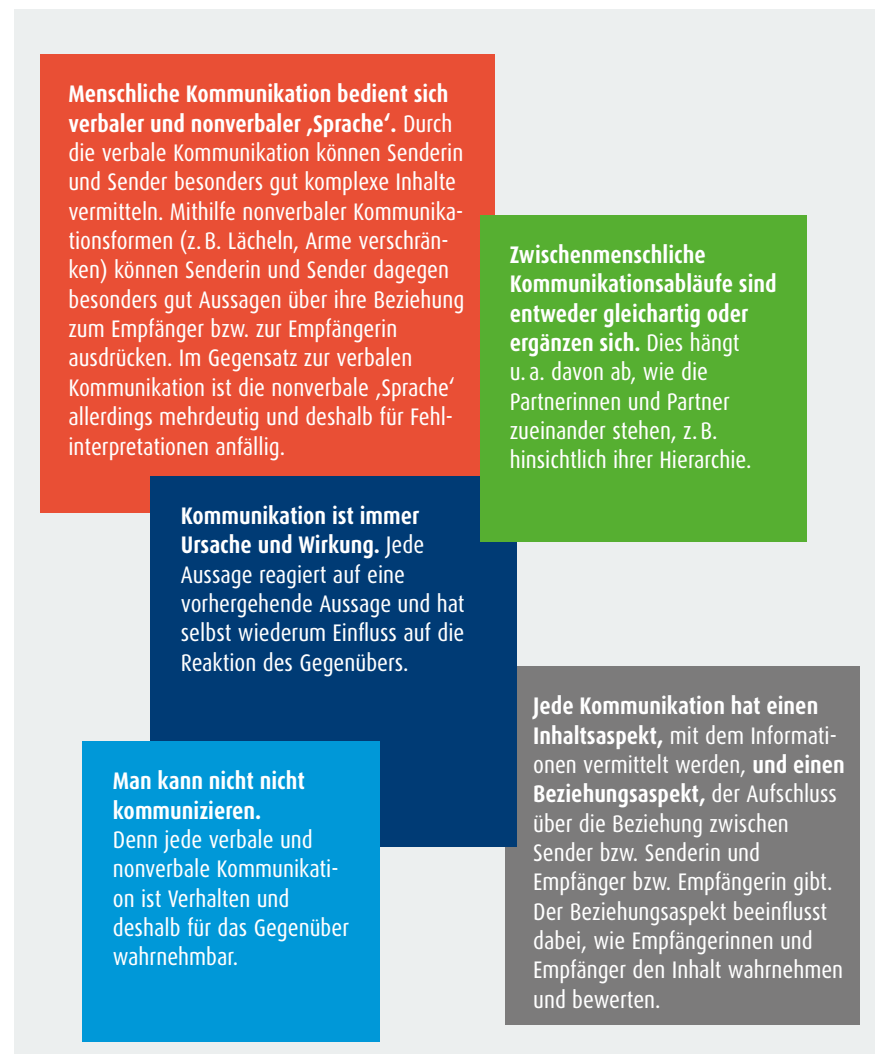 Menschliche Kommunikation bedient sich
verbaler und nonverbaler ‚Sprache‘. Durch
die verbale Kommunikation können Senderin
und Sender besonders gut komplexe Inhalte
vermitteln. Mithilfe nonverbaler Kommunika-
tionsformen (z. B. Lächeln, Arme verschrän-
ken) können Senderin und Sender dagegen
besonders gut Aussagen über ihre Beziehung
zum Empfänger bzw. zur Empfängerin
ausdrücken. Im Gegensatz zur verbalen
Kommunikation ist die nonverbale ‚Sprache‘
allerdings mehrdeutig und deshalb für Fehl-
interpretationen anfällig.
Zwischenmenschliche
Kommunikationsabläufe sind
entweder gleichartig oder
ergänzen sich. Dies hängt
u. a. davon ab, wie die
Partnerinnen und Partner
zueinander stehen, z. B.
hinsichtlich ihrer Hierarchie.
Kommunikation ist immer
Ursache und Wirkung. Jede
Aussage reagiert auf eine
vorhergehende Aussage und hat
selbst wiederum Einfluss auf die
Reaktion des Gegenübers.
Jede Kommunikation hat einen
Inhaltsaspekt, mit dem Informati-
onen vermittelt werden, und einen
Beziehungsaspekt, der Aufschluss
über die Beziehung zwischen
Sender bzw. Senderin und
Empfänger bzw. Empfängerin gibt.
Der Beziehungsaspekt beeinflusst
dabei, wie Empfängerinnen und
Empfänger den Inhalt wahrnehmen
und bewerten.
Man kann nicht nicht
kommunizieren.
Denn jede verbale und
nonverbale Kommunikati-
on ist Verhalten und
deshalb für das Gegenüber
wahrnehmbar.